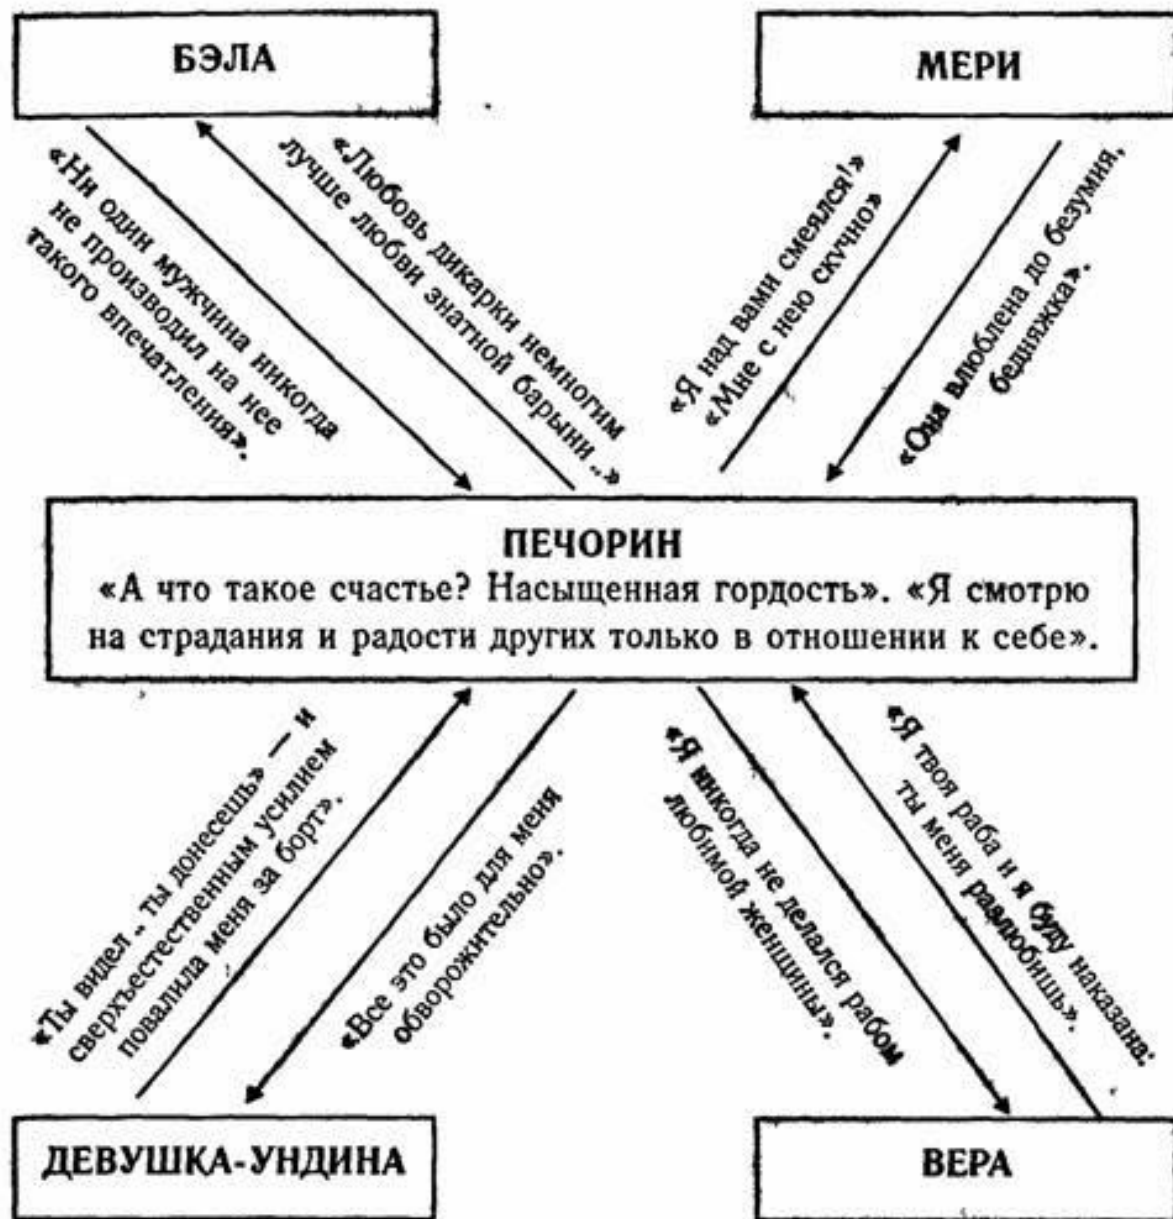 БЭЛА
МЕРИ
«Ни один мужчина никогда
не производил на нее
такого впечатления».
«Любовь дикарки немногим
лучше любви знатной барыни..»
«Я над вами смеялся!»
«Мне с нею скучно»
«Она влюблена до безумия,
бедняжка».
ПЕЧОРИН
«А что такое счастье? Насыщенная гордость». «Я смотрю
на страдания и радости других только в отношении к себе».
«Ты видел .. ты донесешь» — и
сверхъестественным усилием
повалила меня за борт».
«Все это было для меня
обворожительно».
«Я никогда не делался рабом
любимой женщины».
«Я твоя раба и я буду наказана:
ты меня разлюбишь».
ДЕВУШКА-УНДИНА
ВЕРА